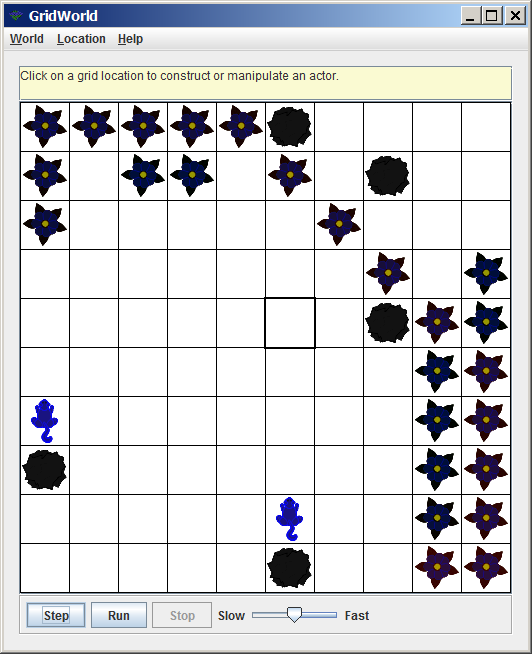 GridWorld
World Location Help
Click on a grid location to construct or manipulate an actor.
Step Run Stop Slow Fast